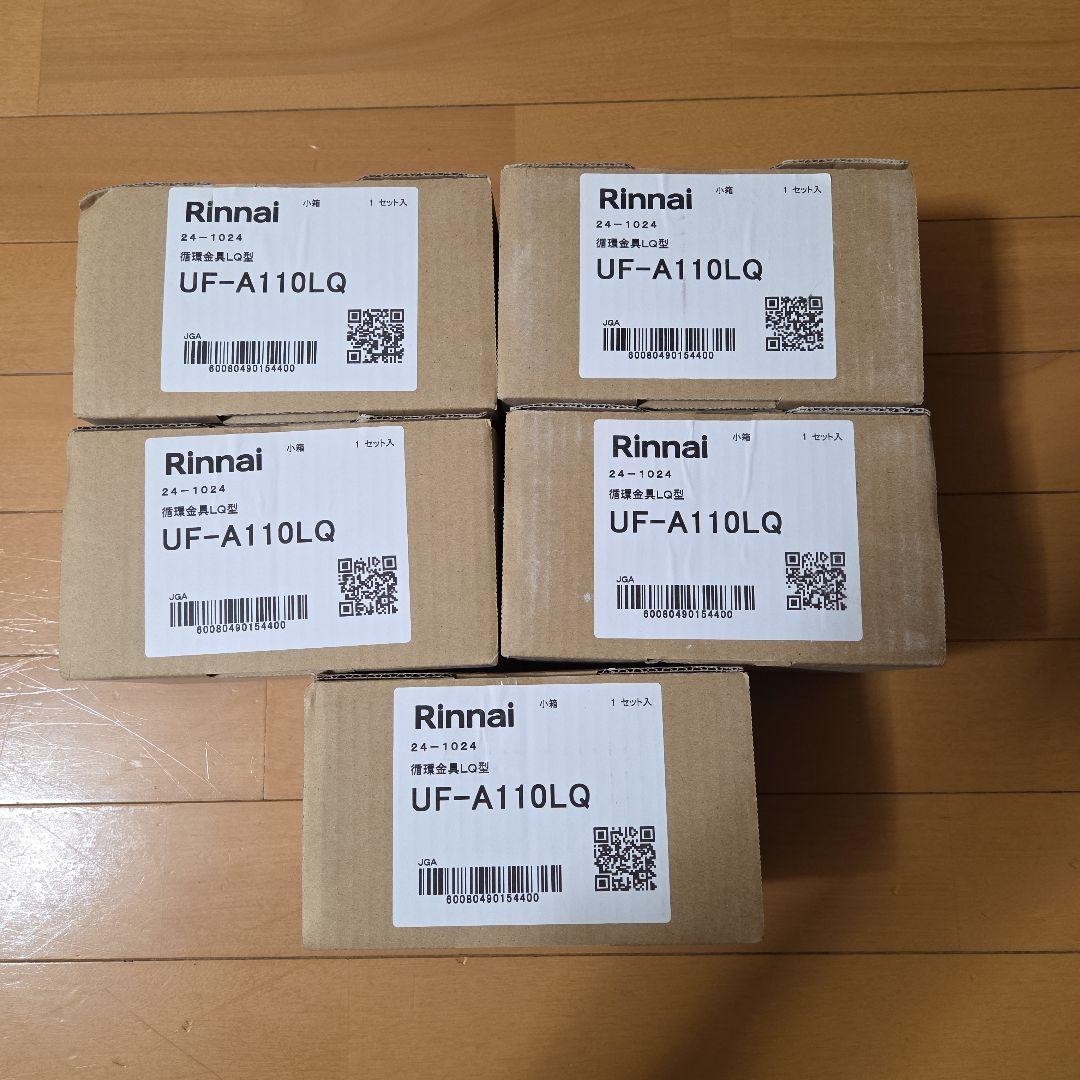 Rinnai 小箱 1 セット入
24-1024
循環金具LQ型
UF-A110LQ
JGA
60080490154400
Rinnai 小箱 1 セット入
24-1024
循環金具LQ型
UF-A110LQ
JGA
60080490154400
Rinnai 小箱 1 セット入
24-1024
循環金具LQ型
UF-A110LQ
JGA
60080490154400
Rinnai 小箱 1 セット入
24-1024
循環金具LQ型
UF-A110LQ
JGA
60080490154400
Rinnai 小箱 1 セット入
24-1024
循環金具LQ型
UF-A110LQ
JGA
60080490154400